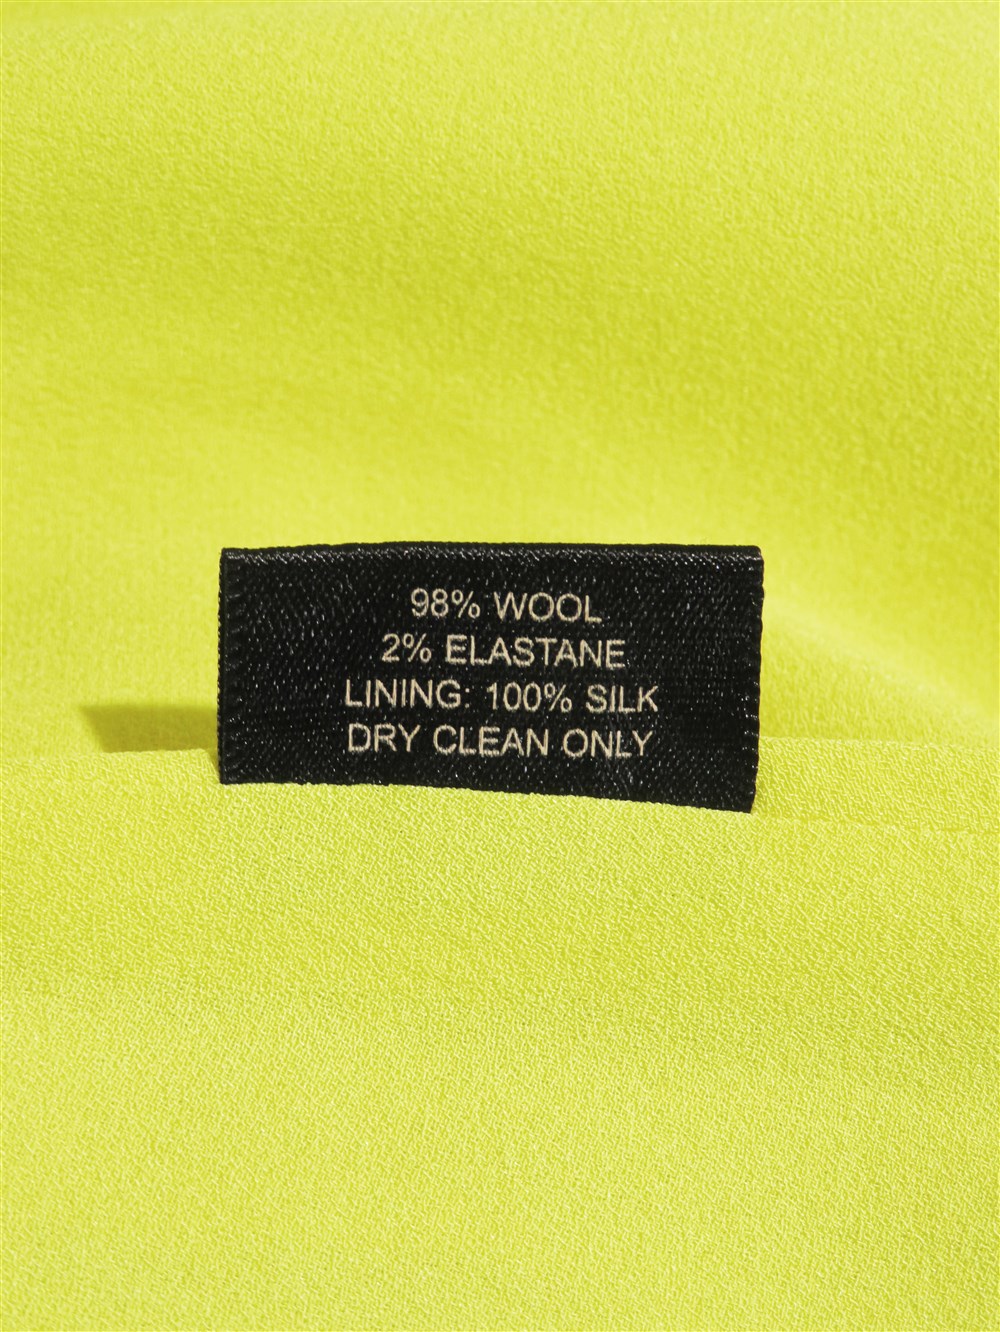 98% WOOL
2% ELASTANE
LINING: 100% SILK
DRY CLEAN ONLY